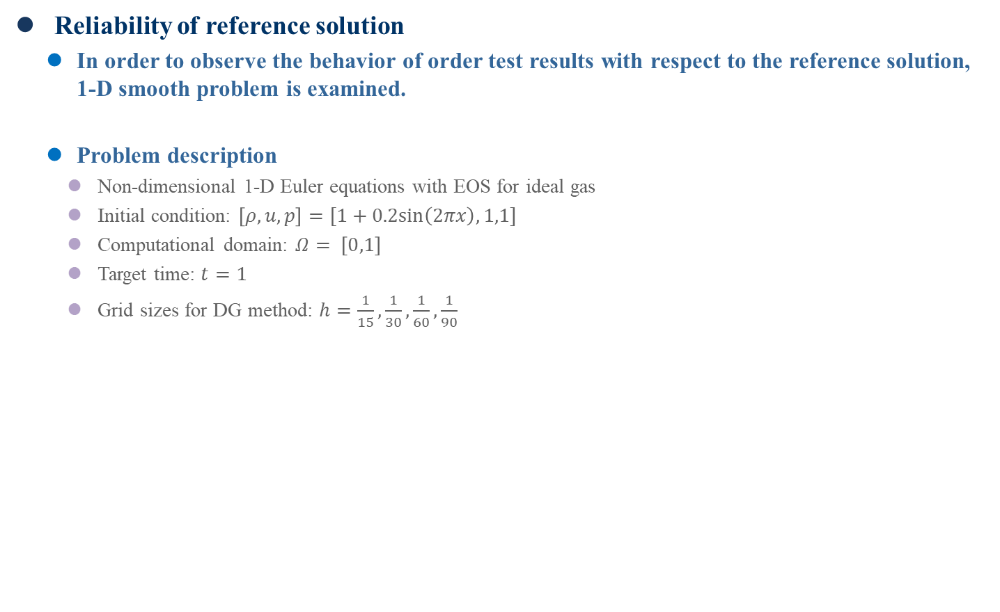 Reliability of reference solution
In order to observe the behavior of order test results with respect to the reference solution,
1-D smooth problem is examined.
Problem description
Non-dimensional 1-D Euler equations with EOS for ideal gas
Initial condition: [ρ, u, p] = [1 + 0.2sin(2πx), 1,1]
Computational domain: Ω = [0,1]
Target time: t = 1
Grid sizes for DG method: h = 1/15, 1/30, 1/60, 1/90